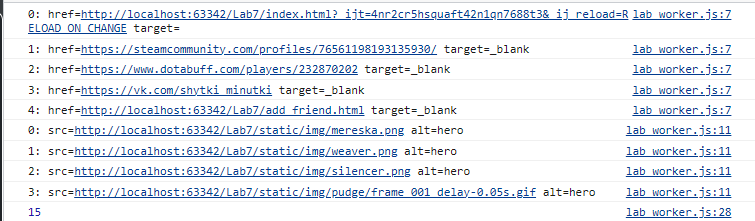 0: href=http://localhost:63342/Lab7/index.html?_ijt=4nr2cr5hsquaft42n1qn7688t3&_ij_reload=R lab_worker.js:7
ELOAD_ON_CHANGE target=
1: href=https://steamcommunity.com/profiles/76561198193135930/ target=_blank lab_worker.js:7
2: href=https://www.dotabuff.com/players/232870202 target=_blank lab_worker.js:7
3: href=https://vk.com/shytki_minutki target=_blank lab_worker.js:7
4: href=http://localhost:63342/Lab7/add_friend.html target=_blank lab_worker.js:7
0: src=http://localhost:63342/Lab7/static/img/mereska.png alt=hero lab_worker.js:11
1: src=http://localhost:63342/Lab7/static/img/weaver.png alt=hero lab_worker.js:11
2: src=http://localhost:63342/Lab7/static/img/silencer.png alt=hero lab_worker.js:11
3: src=http://localhost:63342/Lab7/static/img/pudge/frame_001_delay-0.05s.gif alt=hero lab_worker.js:11
15 lab_worker.js:28